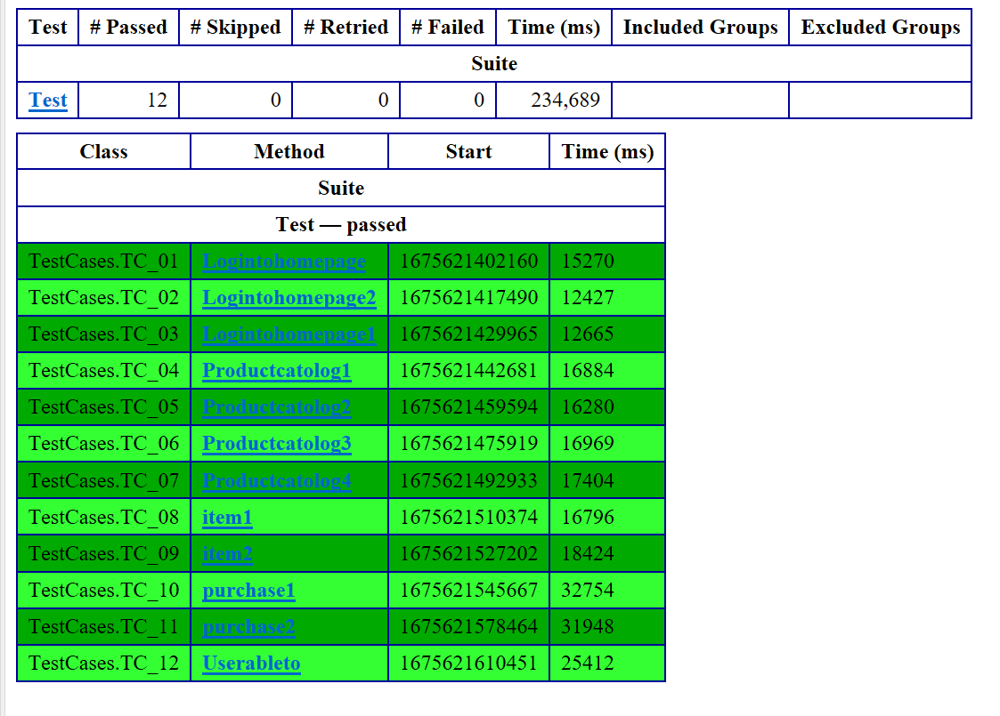 Test # Passed # Skipped # Retried # Failed Time (ms) Included Groups Excluded Groups
Suite
Test 12 0 0 0 234,689
Class Method Start Time (ms)
Suite
Test — passed
TestCases.TC_01 Logintohomepage 1675621402160 15270
TestCases.TC_02 Logintohomepage2 1675621417490 12427
TestCases.TC_03 Logintohomepage1 1675621429965 12665
TestCases.TC_04 Productcatolog1 1675621442681 16884
TestCases.TC_05 Productcatolog2 1675621459594 16280
TestCases.TC_06 Productcatolog3 1675621475919 16969
TestCases.TC_07 Productcatolog4 1675621492933 17404
TestCases.TC_08 item1 1675621510374 16796
TestCases.TC_09 item2 1675621527202 18424
TestCases.TC_10 purchase1 1675621545667 32754
TestCases.TC_11 purchase2 1675621578464 31948
TestCases.TC_12 Userableto 1675621610451 25412